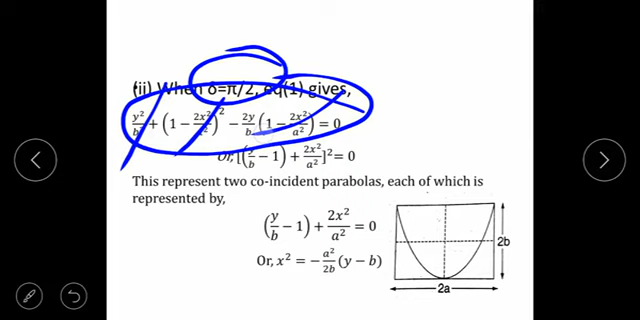 (ii) When δ=π/2, eq(1) gives,
y²/b² + (1 − 2x²/a²)² − 2y/b (1 − 2x²/a²) = 0
Or, [(y/b − 1) + 2x²/a²]² = 0
This represent two co-incident parabolas, each of which is
represented by,
(y/b − 1) + 2x²/a² = 0
Or, x² = − a²/2b (y − b)
2b
2a